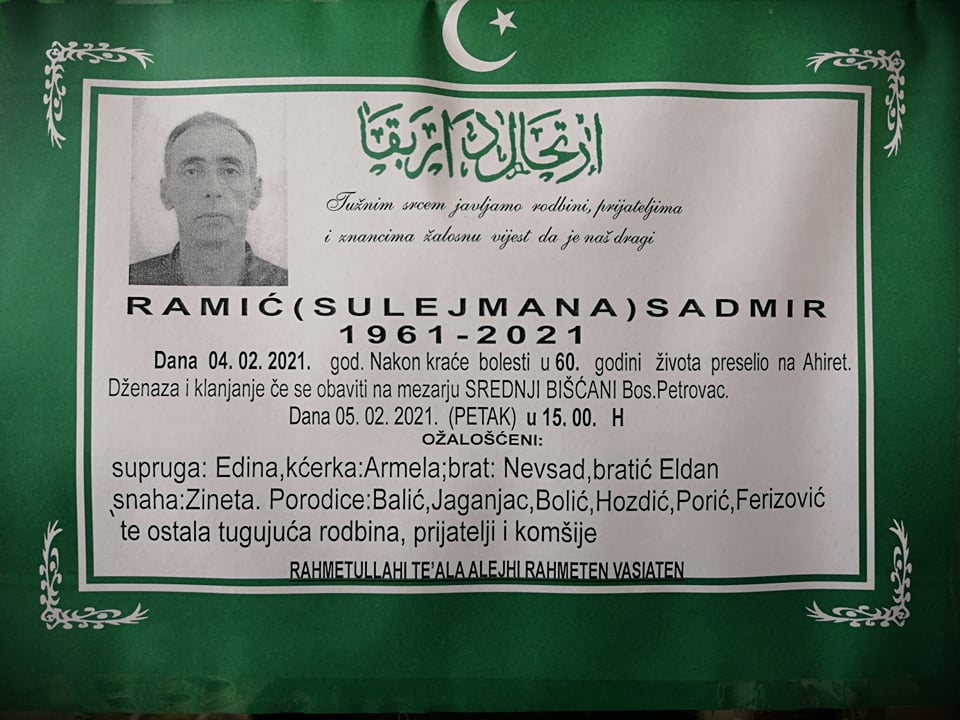 ارتحال دار بقا
Tužnim srcem javljamo rodbini, prijateljima
i znancima žalosnu vijest da je naš dragi
RAMIĆ(SULEJMANA)SADMIR
1961-2021
Dana 04. 02. 2021. god. Nakon kraće bolesti u 60. godini života preselio na Ahiret.
Dženaza i klanjanje če se obaviti na mezarju SREDNJI BIŠĆANI Bos.Petrovac.
Dana 05. 02. 2021. (PETAK) u 15. 00. H
OŽALOŠĆENI:
supruga: Edina,kćerka:Armela;brat: Nevsad,bratić Eldan
snaha:Zineta. Porodice:Balić,Jaganjac,Bolić,Hozdić,Porić,Ferizović
te ostala tugujuća rodbina, prijatelji i komšije
RAHMETULLAHI TE'ALA ALEJHI RAHMETEN VASIATEN